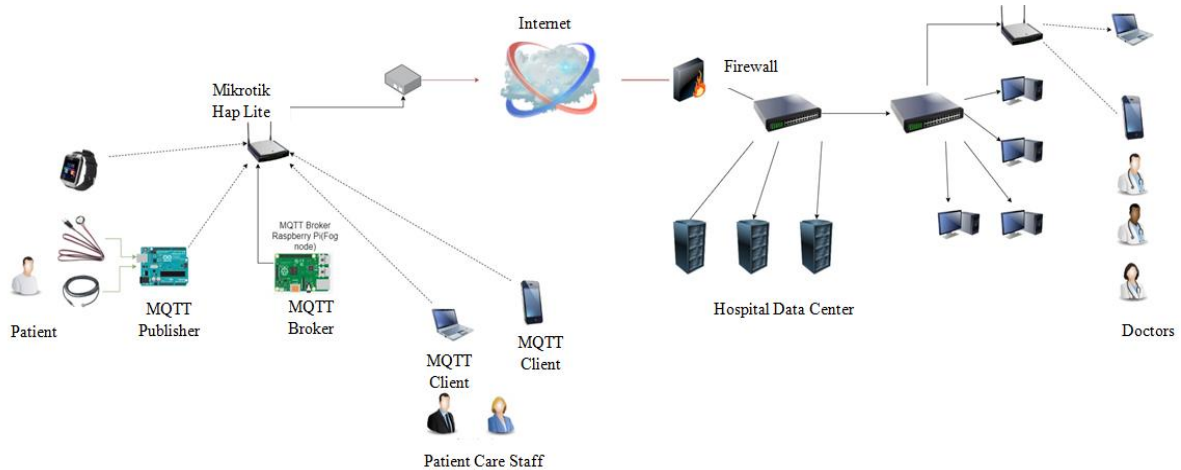 Internet
Firewall
Mikrotik
Hap Lite
MQTT Broker
Raspberry Pi(Fog
node)
Patient
MQTT
Publisher
MQTT
Broker
MQTT
Client
MQTT
Client
Patient Care Staff
Hospital Data Center
Doctors